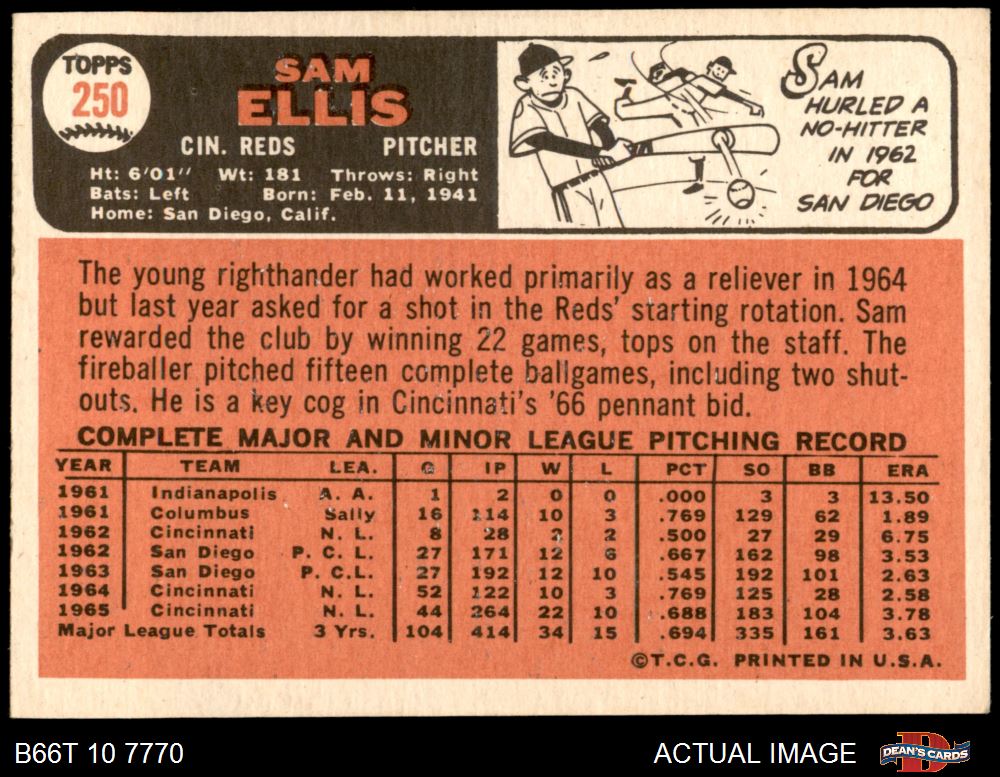 TOPPS
250
SAM
ELLIS
CIN. REDS PITCHER
Ht: 6'01" Wt: 181 Throws: Right
Bats: Left Born: Feb. 11, 1941
Home: San Diego, Calif.
SAM
HURLED A
NO-HITTER
IN 1962
FOR
SAN DIEGO
The young righthander had worked primarily as a reliever in 1964
but last year asked for a shot in the Reds' starting rotation. Sam
rewarded the club by winning 22 games, tops on the staff. The
fireballer pitched fifteen complete ballgames, including two shut-
outs. He is a key cog in Cincinnati's '66 pennant bid.
COMPLETE MAJOR AND MINOR LEAGUE PITCHING RECORD
YEAR TEAM LEA. G IP W L PCT SO BB ERA
1961 Indianapolis A. A. 1 2 0 0 .000 3 3 13.50
1961 Columbus Sally 16 114 10 3 .769 129 62 1.89
1962 Cincinnati N. L. 8 28 2 2 .500 27 29 6.75
1962 San Diego P. C. L. 27 171 12 6 .667 162 98 3.53
1963 San Diego P. C.L. 27 192 12 10 .545 192 101 2.63
1964 Cincinnati N. L. 52 122 10 3 .769 125 28 2.58
1965 Cincinnati N. L. 44 264 22 10 .688 183 104 3.78
Major League Totals 3 Yrs. 104 414 34 15 .694 335 161 3.63
©T.C.G. PRINTED IN U.S.A.
B66T 10 7770 ACTUAL IMAGE DEAN'S CARDS